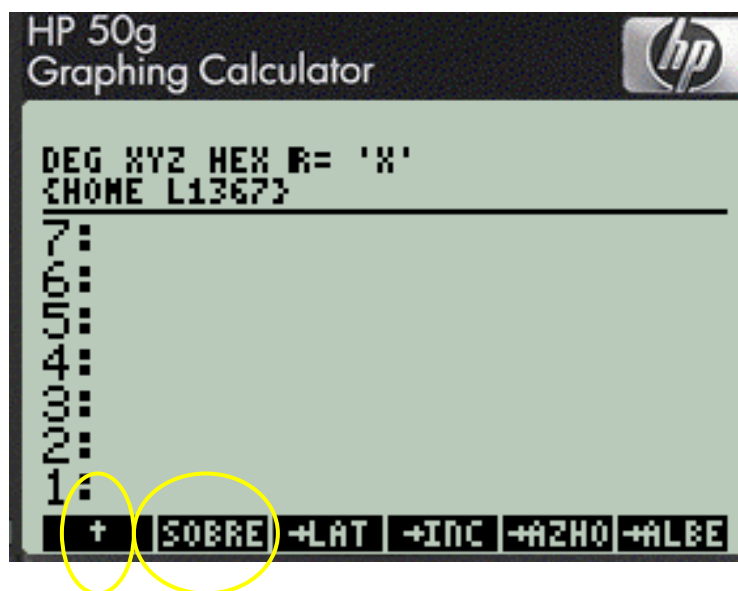 HP 50g
Graphing Calculator
hp
DEG XYZ HEX R= 'X'
{HOME L1367}
7:
6:
5:
4:
3:
2:
1:
↑ SOBRE →LAT →INC →AZHO →ALBE